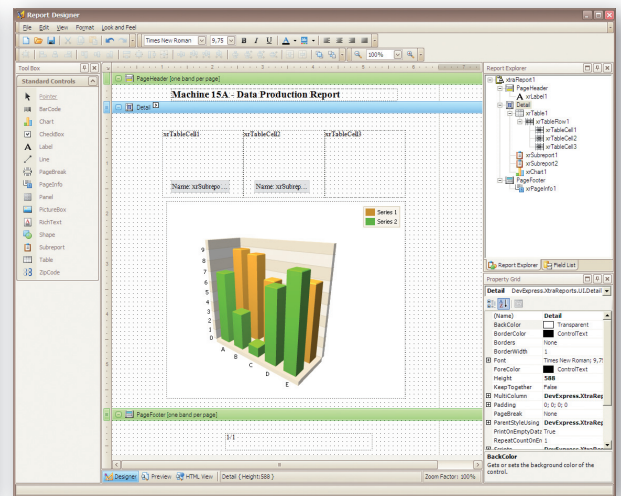 Report Designer
File Edit View Format Look and Feel
Times New Roman 9,75 B I U A
100%
Tool Box
Standard Controls
Pointer
BarCode
Chart
CheckBox
Label
Line
PageBreak
PageInfo
Panel
PictureBox
RichText
Shape
Subreport
Table
ZipCode
PageHeader [one band per page]
Machine 15A - Data Production Report
Detail
xrTableCell1 xrTableCell2 xrTableCell3
Name: xrSubrepo... Name: xrSubrep...
Series 1
Series 2
9
8
7
6
5
4
3
2
1
0
A B C D E
PageFooter [one band per page]
1/1
Designer Preview HTML View Detail { Height:588 } Zoom Factor: 100%
Report Explorer
xtraReport1
PageHeader
xrLabel1
Detail
xrTable1
xrTableRow1
xrTableCell1
xrTableCell2
xrTableCell3
xrSubreport1
xrSubreport2
xrChart1
PageFooter
xrPageInfo1
Report Explorer Field List
Property Grid
Detail DevExpress.XtraReports.UI.Detail
(Name) Detail
BackColor Transparent
BorderColor ControlText
Borders None
BorderWidth 1
Font Times New Roman; 9,7
ForeColor ControlText
Height 588
KeepTogether False
MultiColumn DevExpress.XtraRep
Padding 0; 0; 0; 0
PageBreak None
ParentStyleUsing DevExpress.XtraRep
PrintOnEmptyData True
RepeatCountOnEm 1
Scripts DevExpress.XtraRep
BackColor
Gets or sets the background color of the
control.